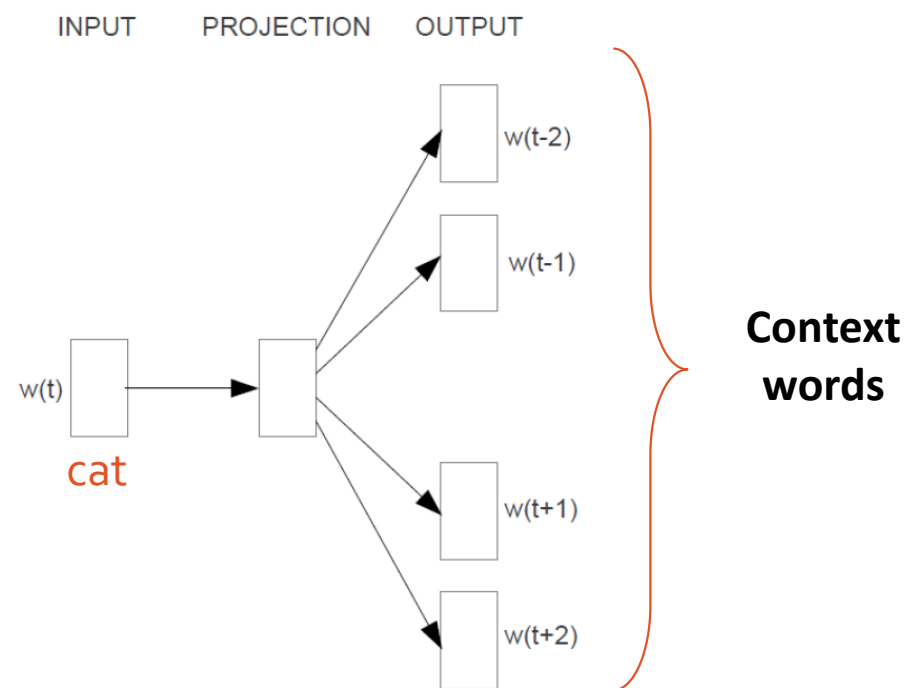 INPUT PROJECTION OUTPUT
w(t-2)
w(t-1)
Context
words
w(t)
cat
w(t+1)
w(t+2)